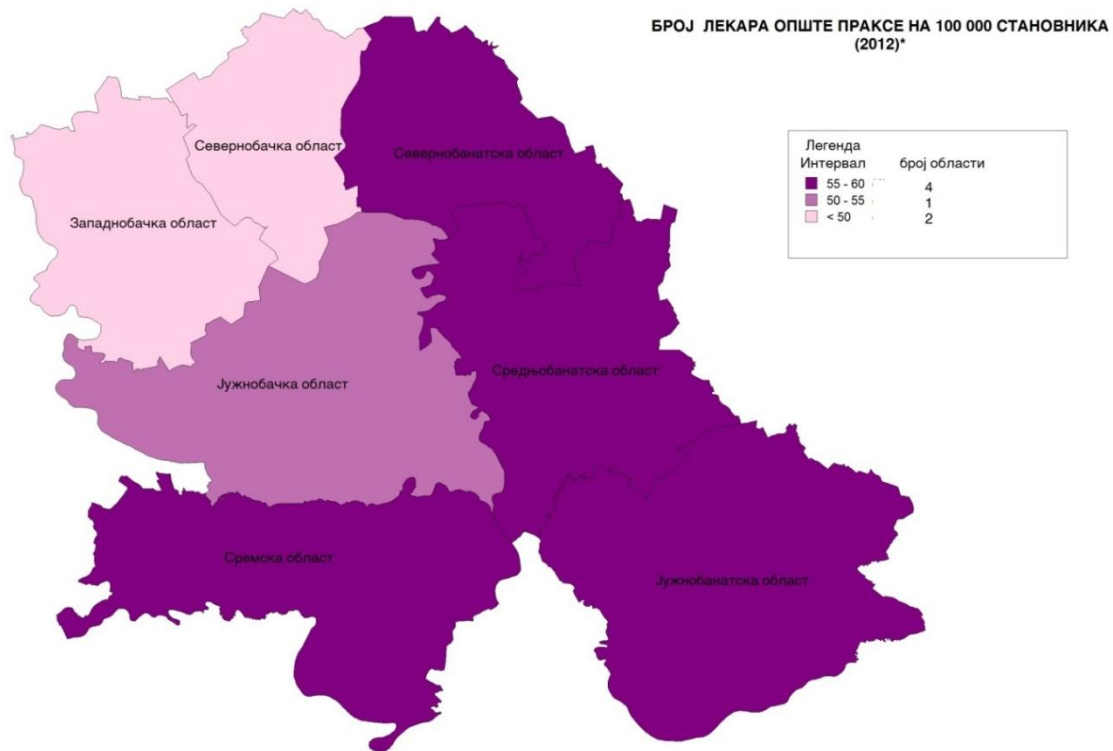 БРОЈ ЛЕКАРА ОПШТЕ ПРАКСЕ НА 100 000 СТАНОВНИКА
(2012)*
Легенда
Интервал број области
55 - 60 4
50 - 55 1
< 50 2
Севернобачка област
Севернобанатска област
Западнобачка област
Јужнобачка област
Средњобанатска област
Сремска област
Јужнобанатска област